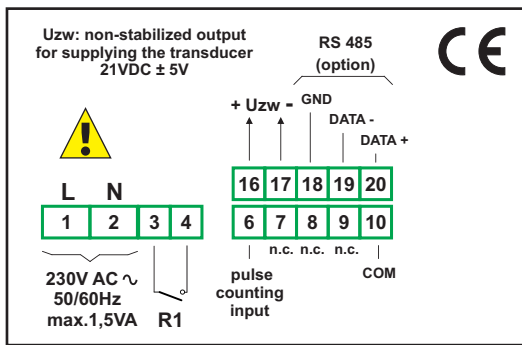 Uzw: non-stabilized output
for supplying the transducer
21VDC ± 5V
RS 485
(option)
CE
+ Uzw -
GND
DATA -
DATA +
16 17 18 19 20
L N
1 2 3 4
6 7 8 9 10
n.c. n.c. n.c.
230V AC ∿
50/60Hz
max.1,5VA
R1
pulse
counting
input
COM